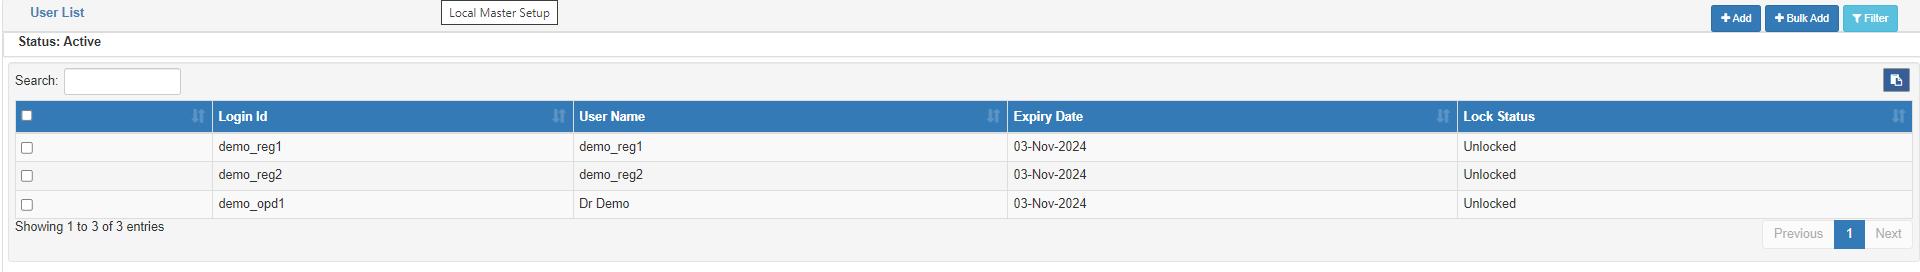 User List
Local Master Setup
Add Bulk Add Filter
Status: Active
Search:
Login Id User Name Expiry Date Lock Status
demo_reg1 demo_reg1 03-Nov-2024 Unlocked
demo_reg2 demo_reg2 03-Nov-2024 Unlocked
demo_opd1 Dr Demo 03-Nov-2024 Unlocked
Showing 1 to 3 of 3 entries
Previous 1 Next